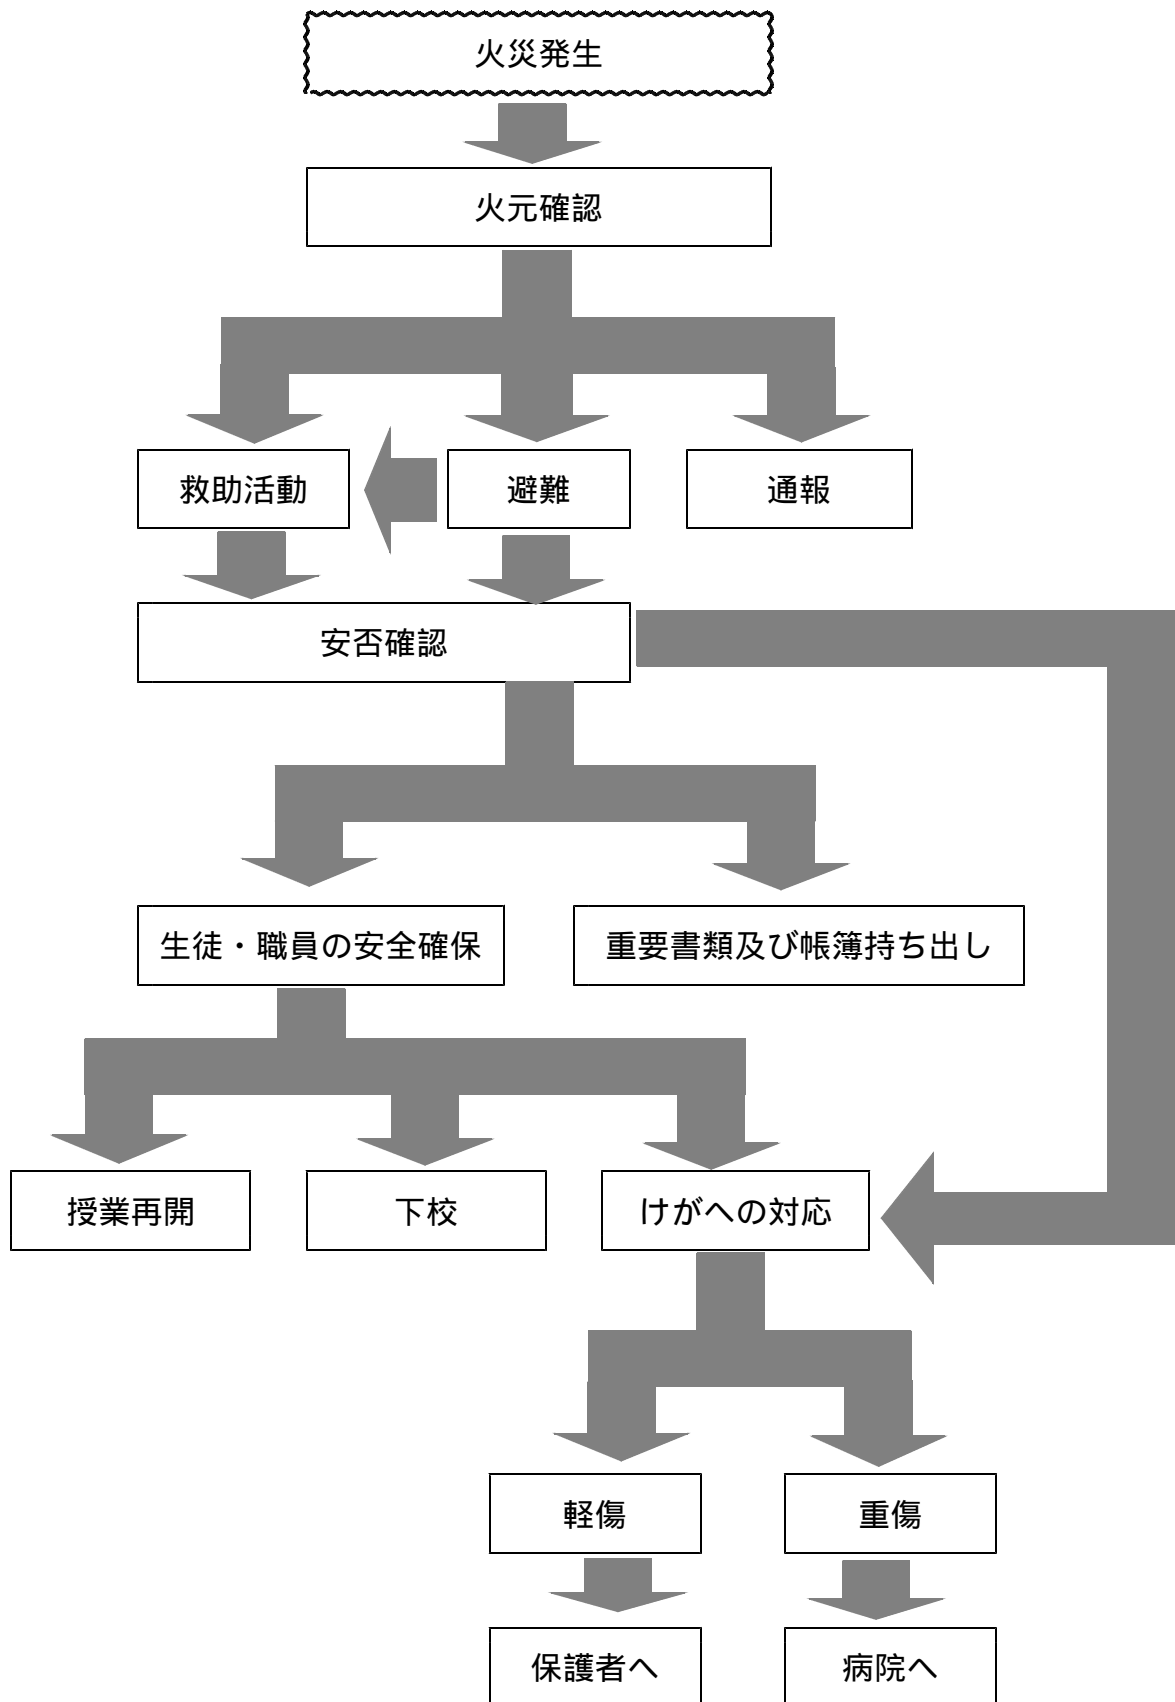 火災発生
火元確認
救助活動
避難
通報
安否確認
生徒・職員の安全確保
重要書類及び帳簿持ち出し
授業再開
下校
けがへの対応
軽傷
重傷
保護者へ
病院へ